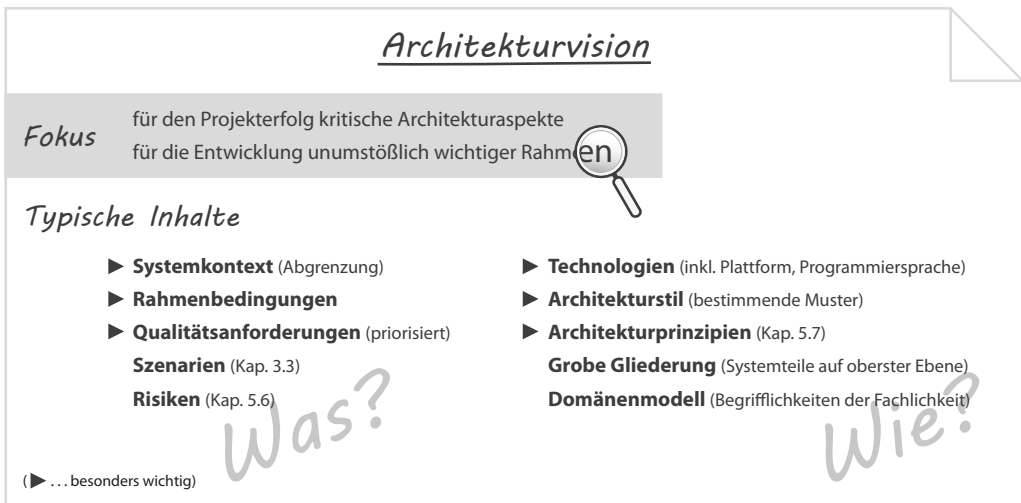 Architekturvision
Fokus
für den Projekterfolg kritische Architekturaspekte
für die Entwicklung unumstößlich wichtiger Rahmen
Typische Inhalte
▶ Systemkontext (Abgrenzung)
▶ Rahmenbedingungen
▶ Qualitätsanforderungen (priorisiert)
Szenarien (Kap. 3.3)
Risiken (Kap. 5.6)
Was?
▶ Technologien (inkl. Plattform, Programmiersprache)
▶ Architekturstil (bestimmende Muster)
▶ Architekturprinzipien (Kap. 5.7)
Grobe Gliederung (Systemteile auf oberster Ebene)
Domänenmodell (Begrifflichkeiten der Fachlichkeit)
Wie?
( ▶ ... besonders wichtig)